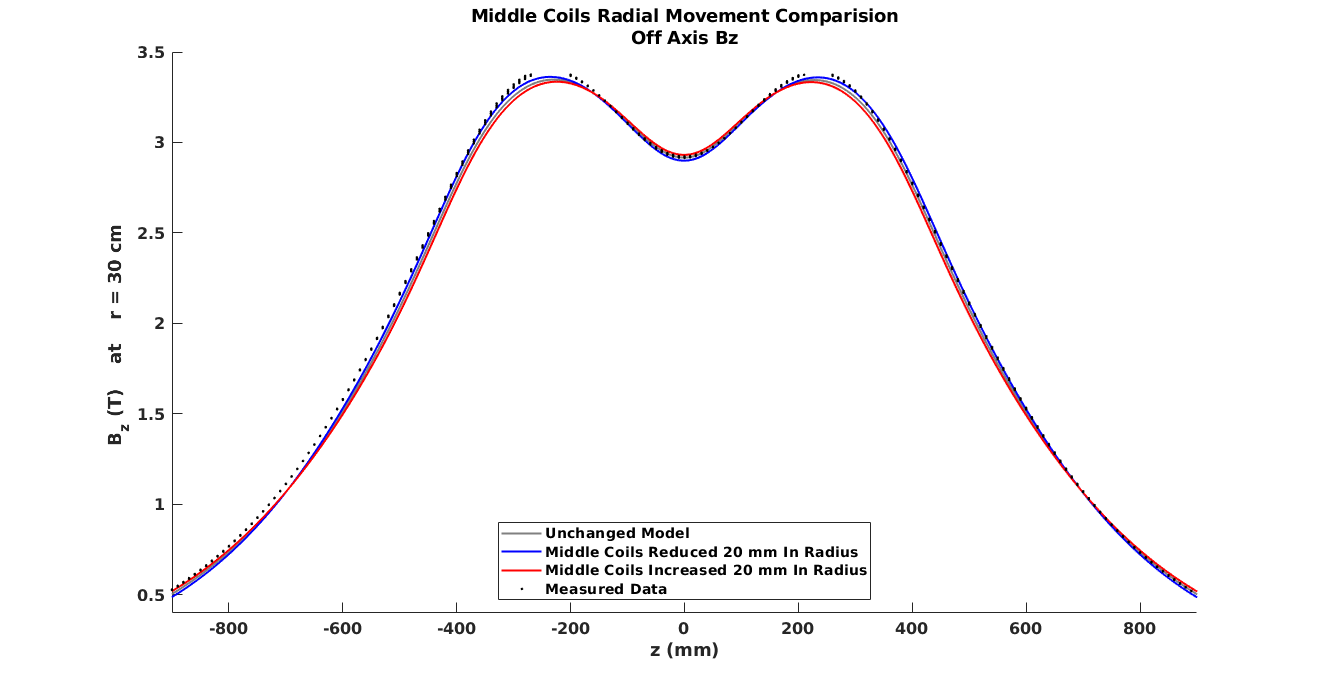 Middle Coils Radial Movement Comparision
Off Axis Bz
3.5
3
2.5
2
1.5
1
0.5
B_z (T) at r = 30 cm
-800 -600 -400 -200 0 200 400 600 800
z (mm)
Unchanged Model
Middle Coils Reduced 20 mm In Radius
Middle Coils Increased 20 mm In Radius
Measured Data